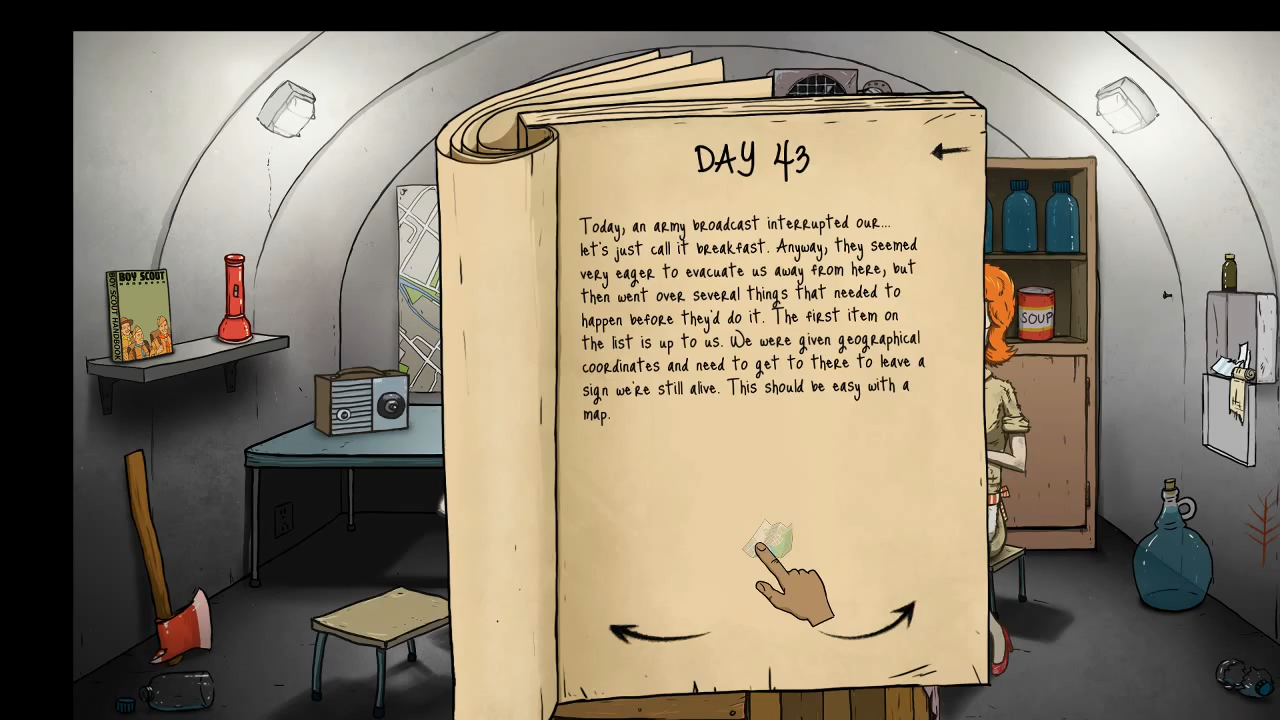 DAY 43
Today, an army broadcast interrupted our...
let's just call it breakfast. Anyway, they seemed
very eager to evacuate us away from here, but
then went over several things that needed to
happen before they'd do it. The first item on
the list is up to us. We were given geographical
coordinates and need to get to there to leave a
sign we're still alive. This should be easy with a
map.
BOY SCOUT
HANDBOOK
BOY SCOUT HANDBOOK
SOUP